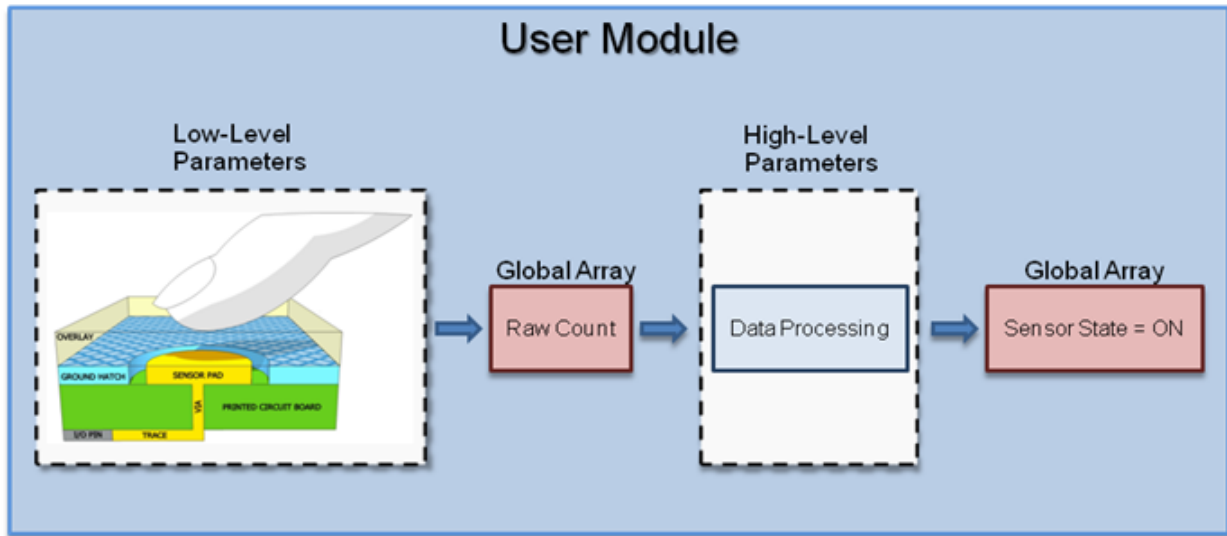 User Module
Low-Level
Parameters
High-Level
Parameters
Global Array
Global Array
Raw Count
Data Processing
Sensor State = ON
OVERLAY
GROUND HATCH
SENSOR PAD
VIA
PRINTED CIRCUIT BOARD
I/O PIN
TRACE